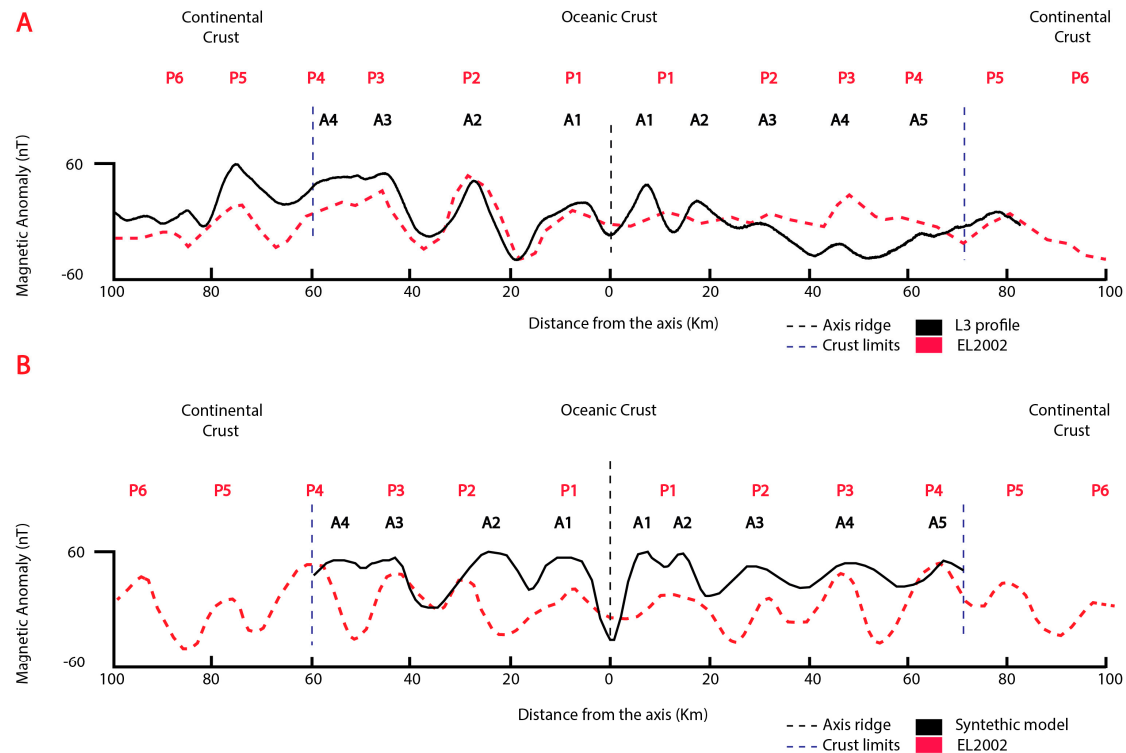 A
Continental
Crust
Oceanic Crust
Continental
Crust
P6 P5 P4 P3 P2 P1 P1 P2 P3 P4 P5 P6
A4 A3 A2 A1 A1 A2 A3 A4 A5
Magnetic Anomaly (nT)
60
-60
100 80 60 40 20 0 20 40 60 80 100
Distance from the axis (Km)
Axis ridge L3 profile
Crust limits EL2002
B
Continental
Crust
Oceanic Crust
Continental
Crust
P6 P5 P4 P3 P2 P1 P1 P2 P3 P4 P5 P6
A4 A3 A2 A1 A1 A2 A3 A4 A5
Magnetic Anomaly (nT)
60
-60
100 80 60 40 20 0 20 40 60 80 100
Distance from the axis (Km)
Axis ridge Syntethic model
Crust limits EL2002